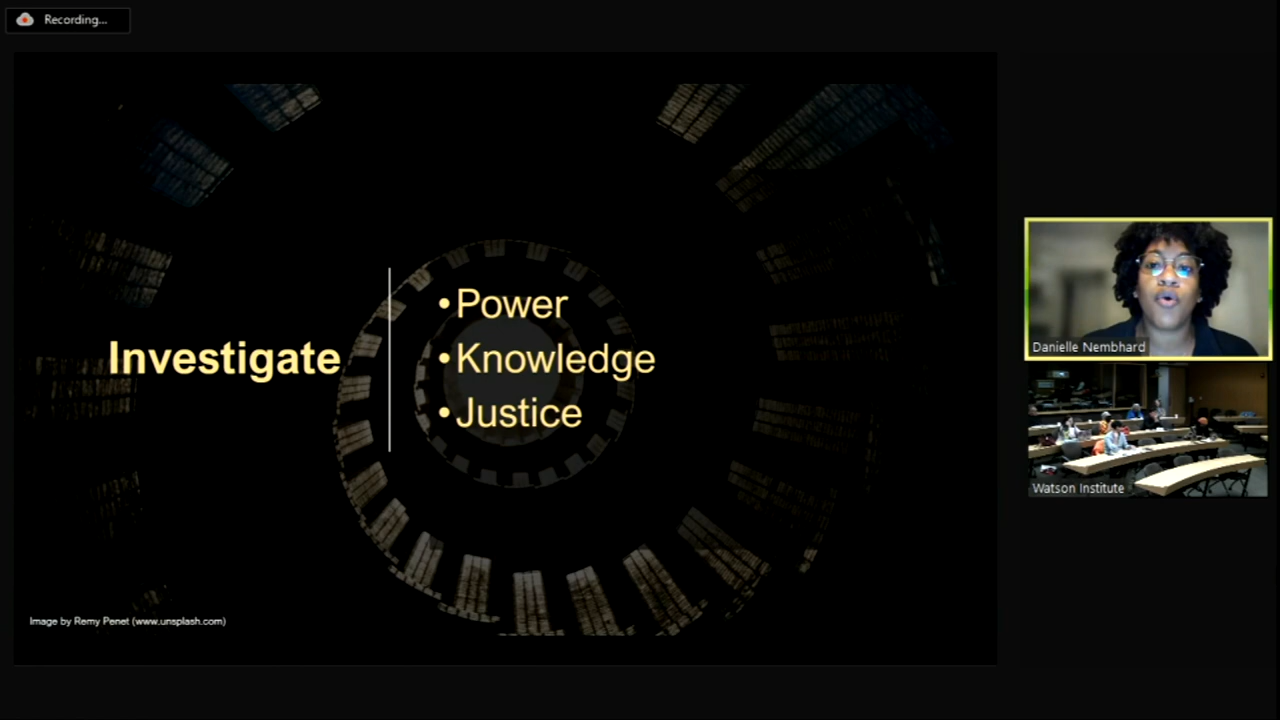 Recording...
Investigate
•Power
•Knowledge
•Justice
Image by Remy Penet (www.unsplash.com)
Danielle Nembhard
Watson Institute